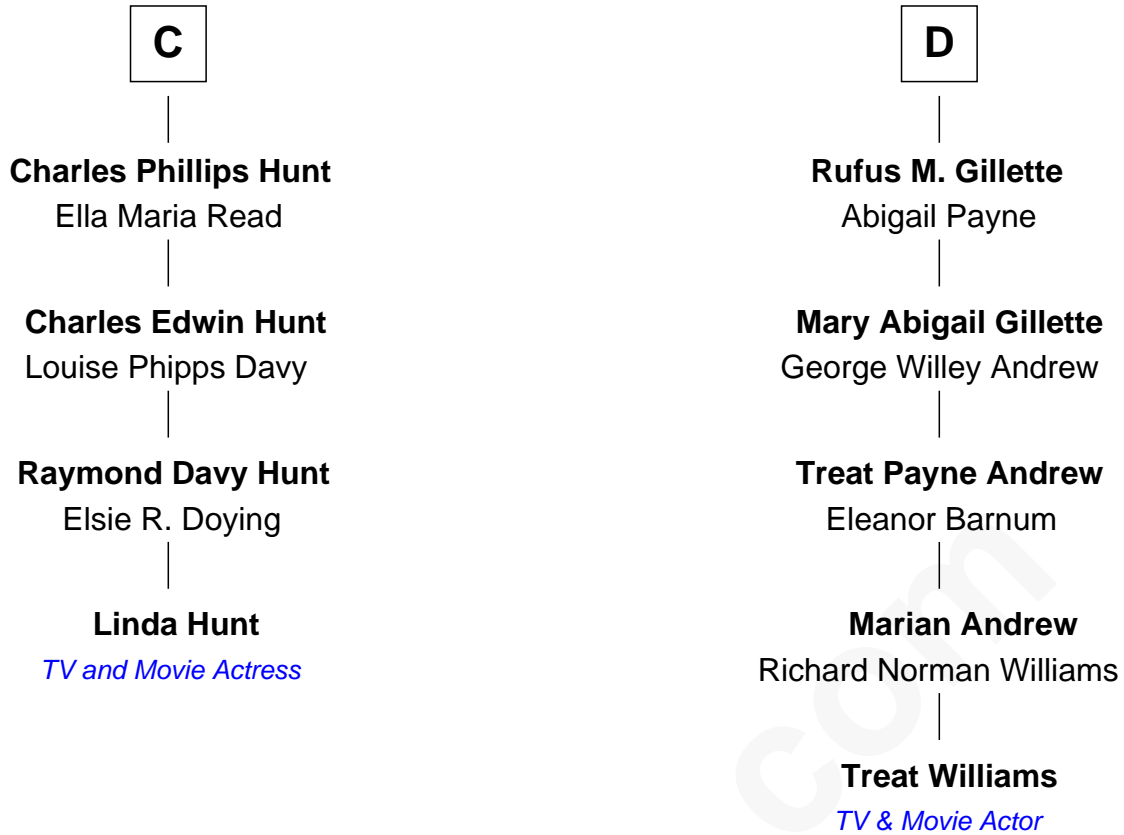 C
Charles Phillips Hunt
Ella Maria Read
Charles Edwin Hunt
Louise Phipps Davy
Raymond Davy Hunt
Elsie R. Doying
Linda Hunt
TV and Movie Actress
D
Rufus M. Gillette
Abigail Payne
Mary Abigail Gillette
George Willey Andrew
Treat Payne Andrew
Eleanor Barnum
Marian Andrew
Richard Norman Williams
Treat Williams
TV & Movie Actor
com